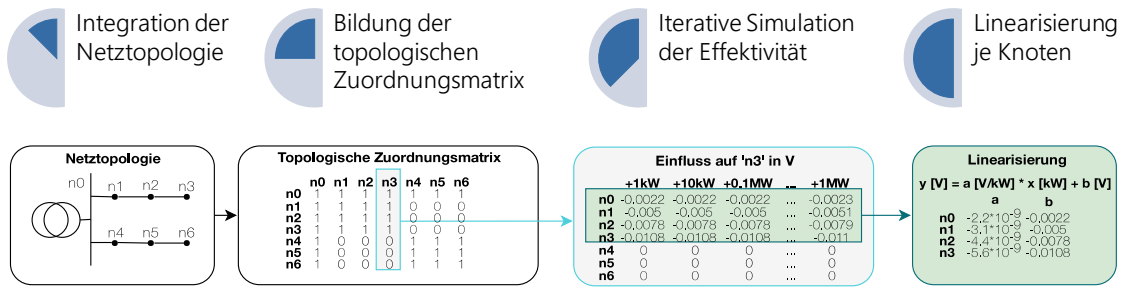 Integration der
Netztopologie
Bildung der
topologischen
Zuordnungsmatrix
Iterative Simulation
der Effektivität
Linearisierung
je Knoten
Netztopologie
n0
n1 n2 n3
n4 n5 n6
Topologische Zuordnungsmatrix
n0 n1 n2 n3 n4 n5 n6
n0 1 1 1 1 1 1 1
n1 1 1 1 1 0 0 0
n2 1 1 1 1 0 0 0
n3 1 1 1 1 0 0 0
n4 1 0 0 0 1 1 1
n5 1 0 0 0 1 1 1
n6 1 0 0 0 1 1 1
Einfluss auf 'n3' in V
+1kW +10kW +0.1MW ... +1MW
n0 -0.0022 -0.0022 -0.0022 ... -0.0023
n1 -0.005 -0.005 -0.005 ... -0.0051
n2 -0.0078 -0.0078 -0.0078 ... -0.0079
n3 -0.0108 -0.0108 -0.0108 ... -0.011
n4 0 0 0 ... 0
n5 0 0 0 ... 0
n6 0 0 0 ... 0
Linearisierung
y [V] = a [V/kW] * x [kW] + b [V]
a b
n0 -2.2*10^-9 -0.0022
n1 -3.1*10^-9 -0.005
n2 -4.4*10^-9 -0.0078
n3 -5.6*10^-9 -0.0108